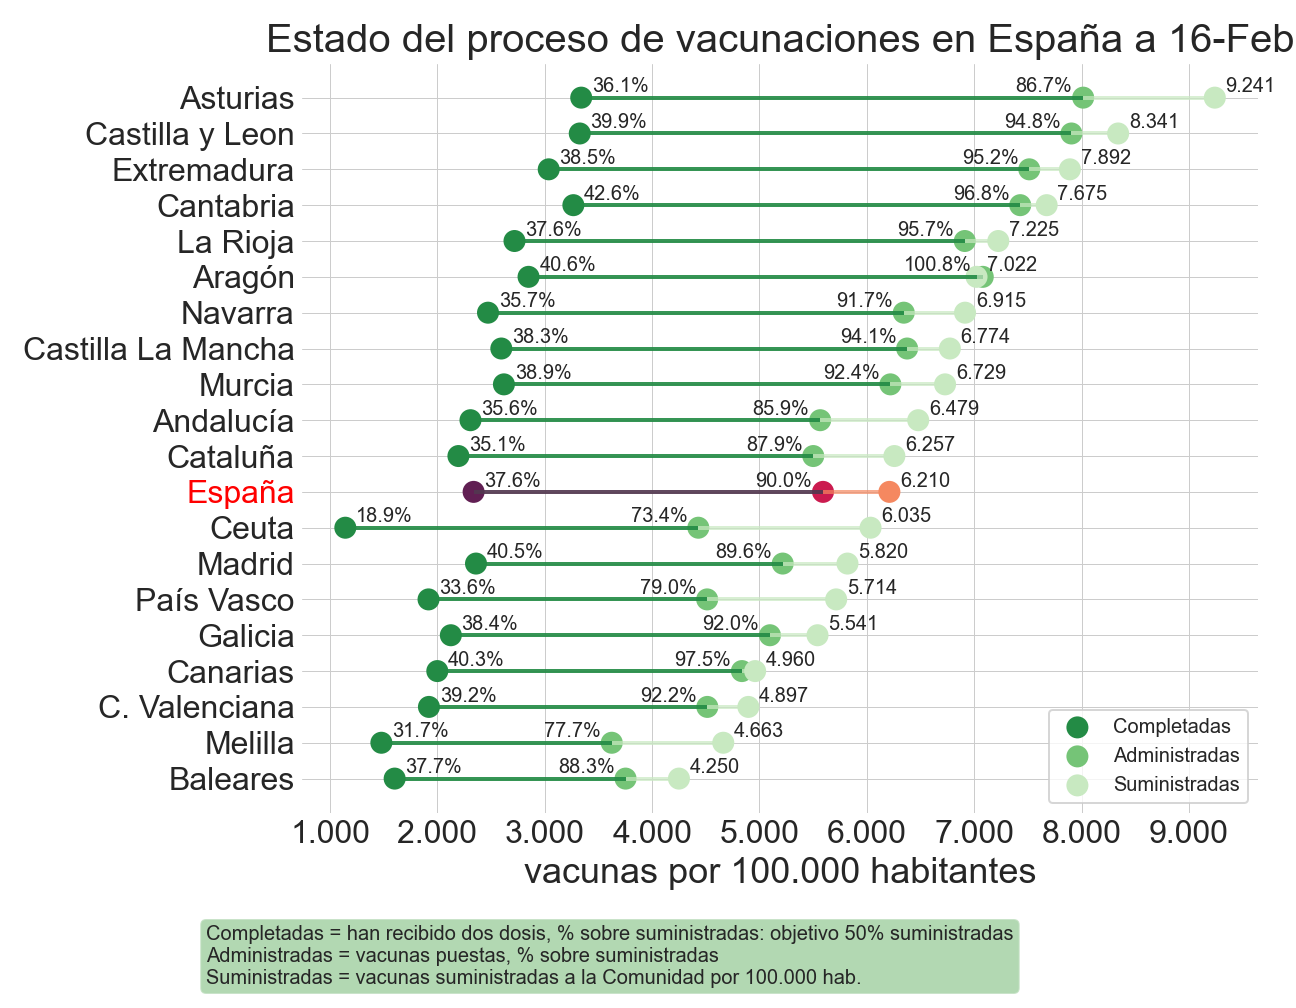 Estado del proceso de vacunaciones en España a 16-Feb
Asturias 36.1% 86.7% 9.241
Castilla y Leon 39.9% 94.8% 8.341
Extremadura 38.5% 95.2% 7.892
Cantabria 42.6% 96.8% 7.675
La Rioja 37.6% 95.7% 7.225
Aragón 40.6% 100.8% 7.022
Navarra 35.7% 91.7% 6.915
Castilla La Mancha 38.3% 94.1% 6.774
Murcia 38.9% 92.4% 6.729
Andalucía 35.6% 85.9% 6.479
Cataluña 35.1% 87.9% 6.257
España 37.6% 90.0% 6.210
Ceuta 18.9% 73.4% 6.035
Madrid 40.5% 89.6% 5.820
País Vasco 33.6% 79.0% 5.714
Galicia 38.4% 92.0% 5.541
Canarias 40.3% 97.5% 4.960
C. Valenciana 39.2% 92.2% 4.897
Melilla 31.7% 77.7% 4.663
Baleares 37.7% 88.3% 4.250
Completadas
Administradas
Suministradas
1.000 2.000 3.000 4.000 5.000 6.000 7.000 8.000 9.000
vacunas por 100.000 habitantes
Completadas = han recibido dos dosis, % sobre suministradas: objetivo 50% suministradas
Administradas = vacunas puestas, % sobre suministradas
Suministradas = vacunas suministradas a la Comunidad por 100.000 hab.